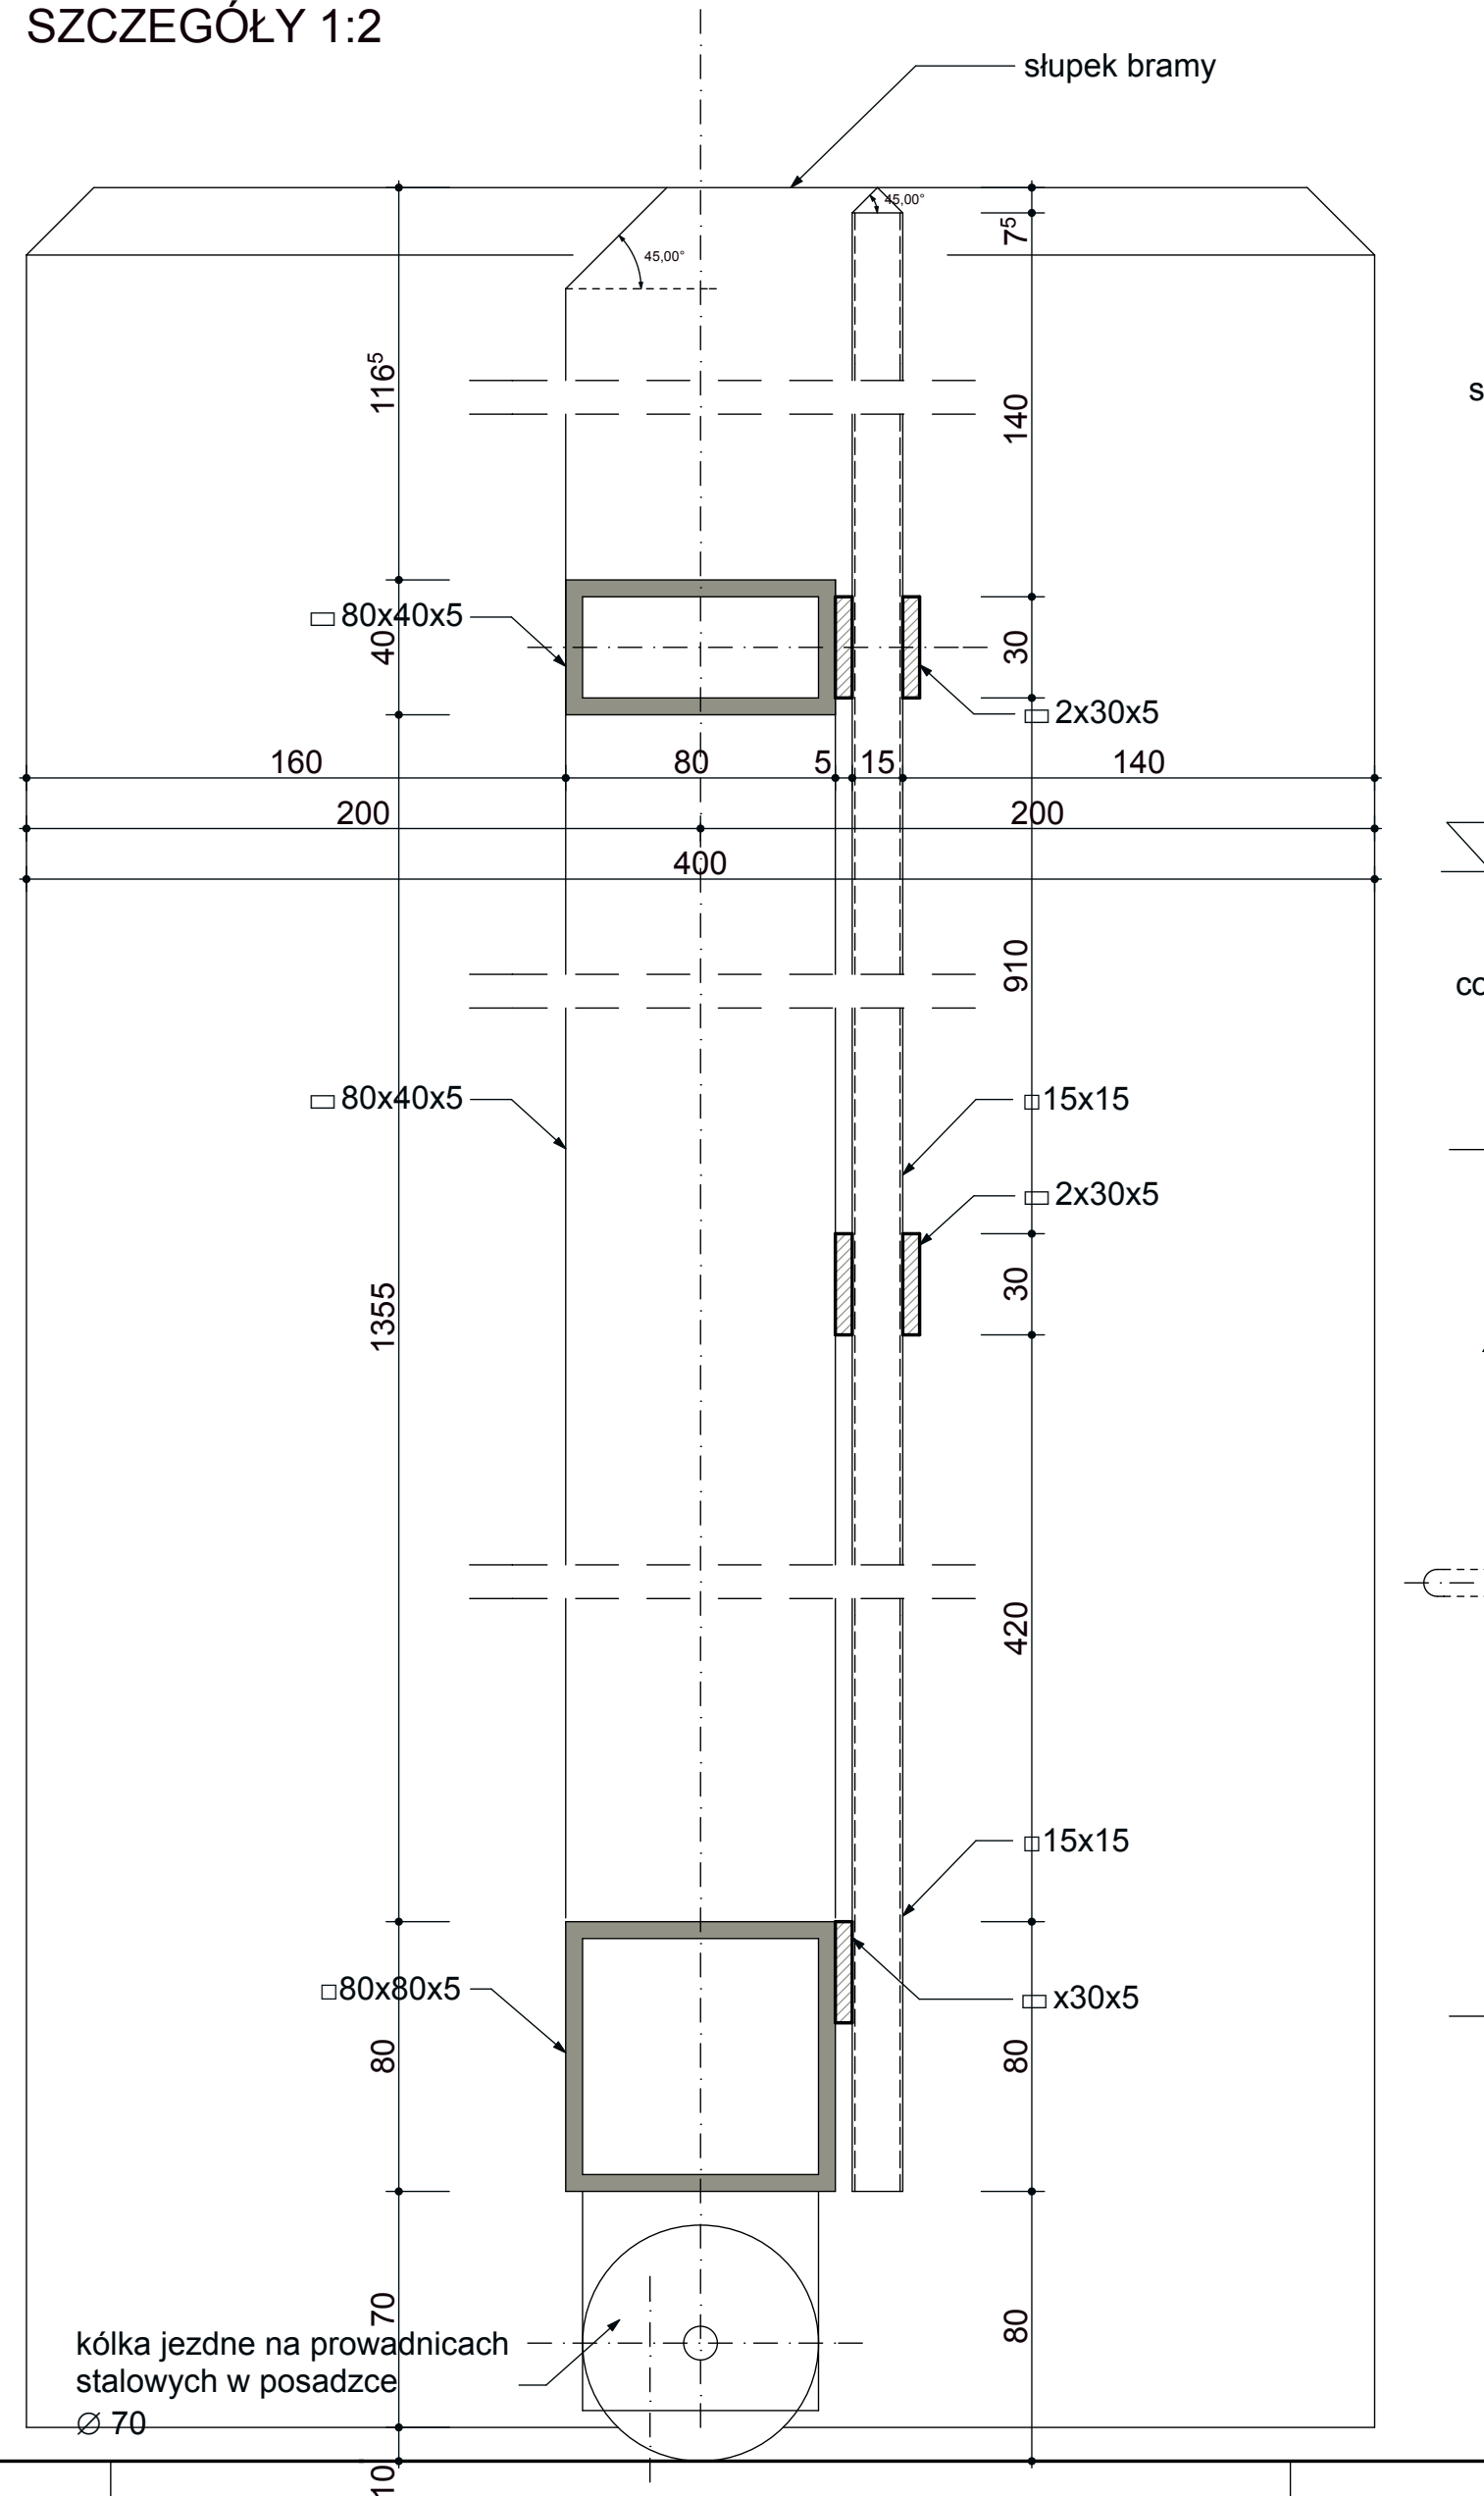 SZCZEGÓŁY 1:2
słupek bramy
45,00°
45,00°
7⁵
116⁵
140
80x40x5
40
30
2x30x5
160
80
5
15
140
200
200
400
910
80x40x5
15x15
2x30x5
30
1355
420
15x15
80x80x5
x30x5
80
80
70
80
kólka jezdne na prowadnicach
stalowych w posadzce
∅ 70
10